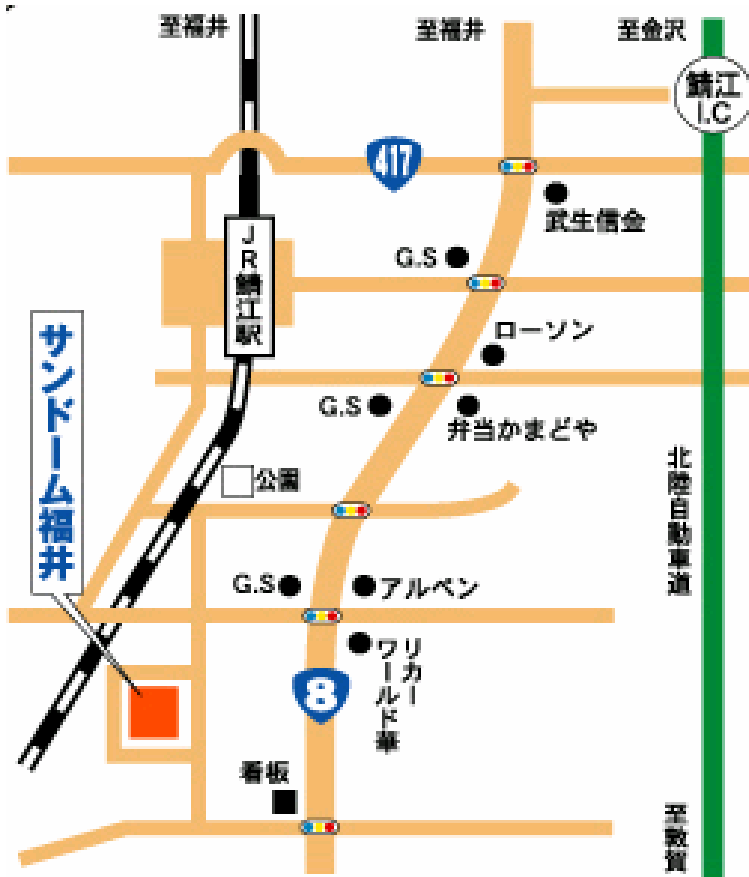 至福井
至福井
至金沢
鯖江
I.C
417
武生信金
G.S
JR鯖江駅
ローソン
サンドーム福井
G.S
弁当かまどや
公園
北陸自動車道
G.S
アルペン
リカー
ワールド華
8
看板
至敦賀